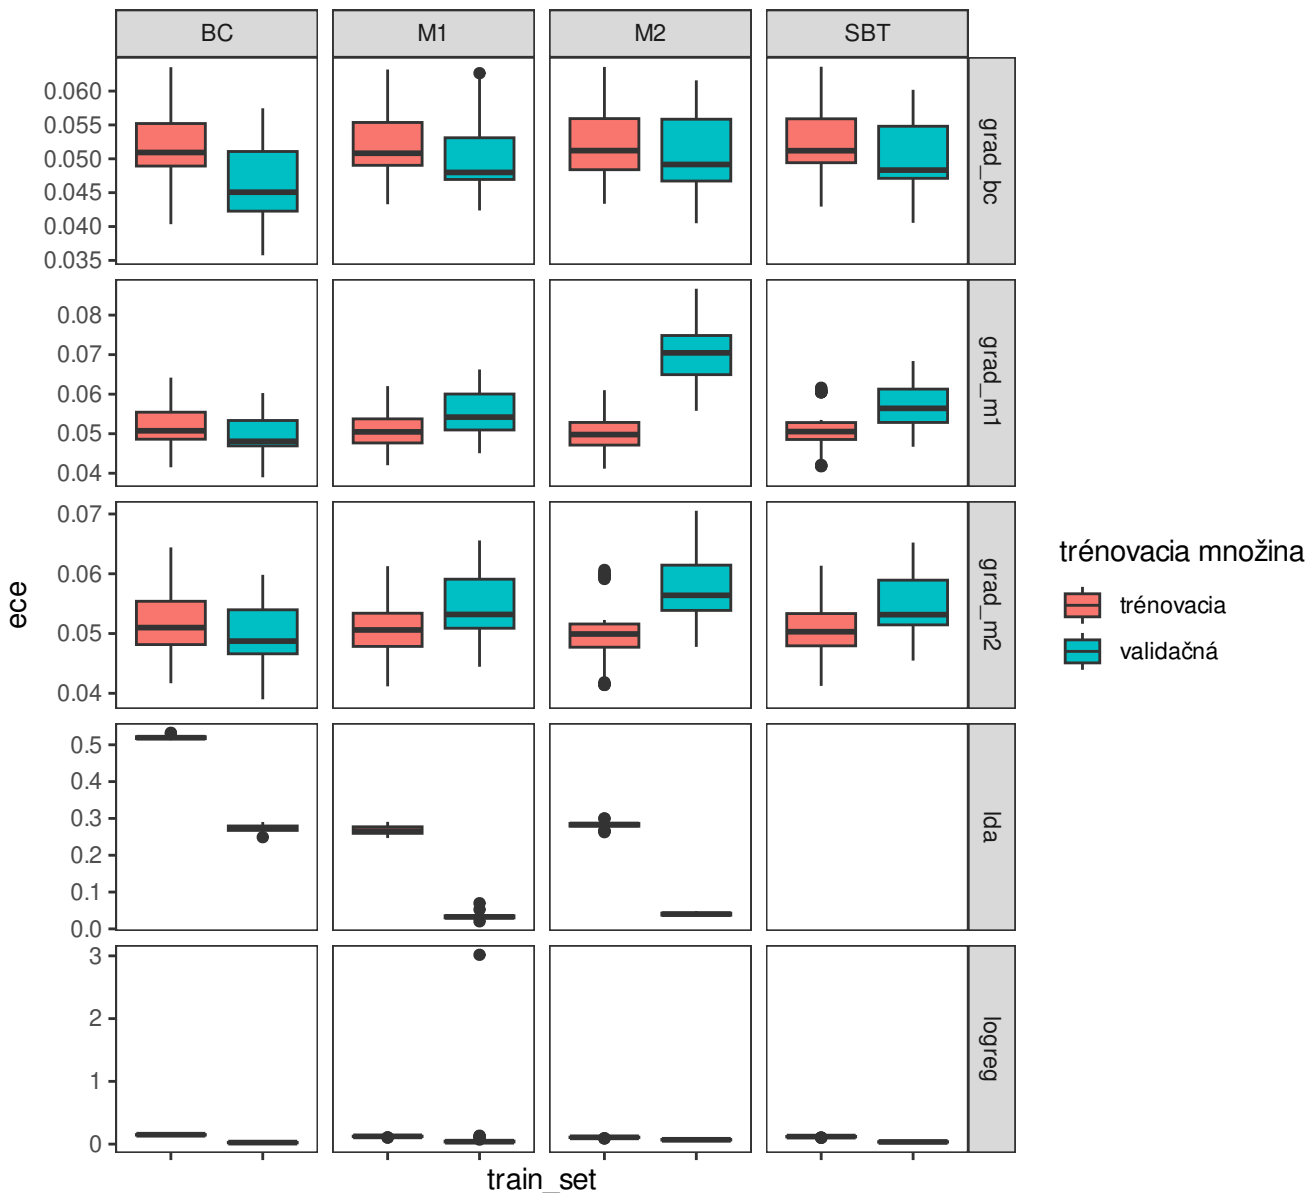 BC M1 M2 SBT
0.060
0.055
0.050
0.045
0.040
0.035
grad_bc
0.08
0.07
0.06
0.05
0.04
grad_m1
0.07
0.06
0.05
0.04
grad_m2
0.5
0.4
0.3
0.2
0.1
0.0
lda
3
2
1
0
logreg
ece
train_set
trénovacia množina
trénovacia
validačná